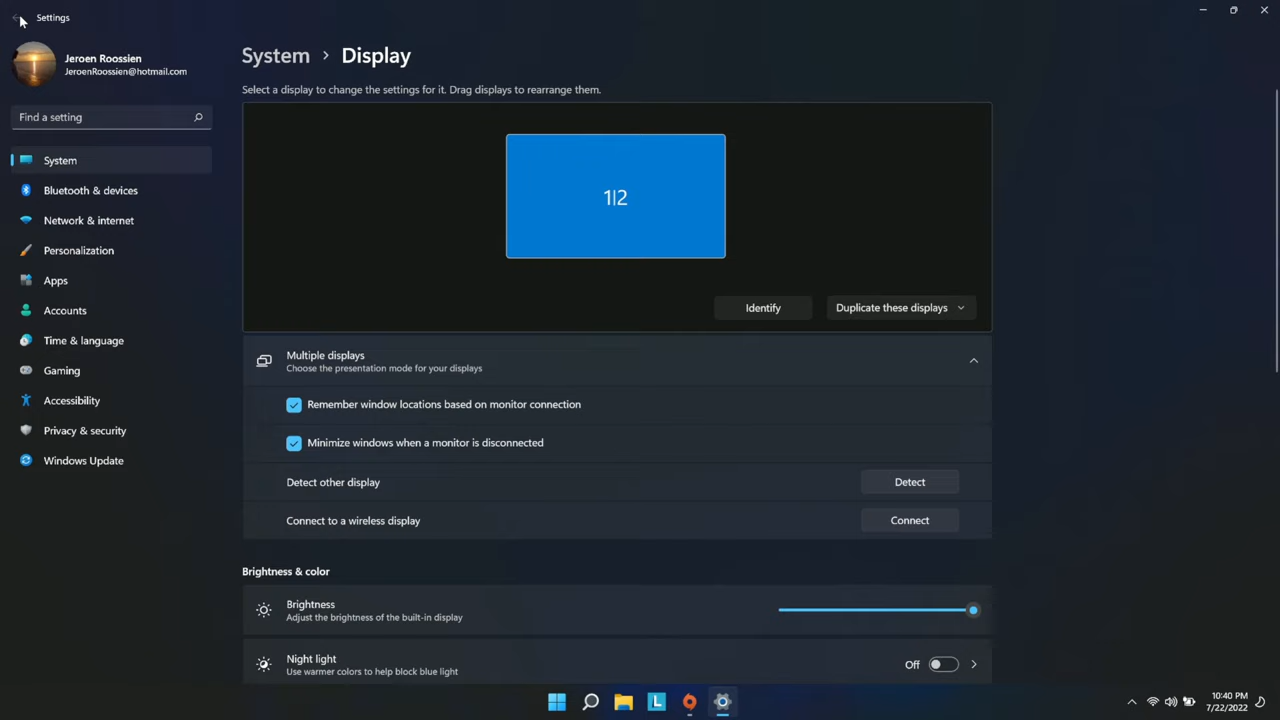 Settings
Jeroen Roossien
JeroenRoossien@hotmail.com
Find a setting
System
Bluetooth & devices
Network & internet
Personalization
Apps
Accounts
Time & language
Gaming
Accessibility
Privacy & security
Windows Update
System > Display
Select a display to change the settings for it. Drag displays to rearrange them.
1|2
Identify
Duplicate these displays
Multiple displays
Choose the presentation mode for your displays
Remember window locations based on monitor connection
Minimize windows when a monitor is disconnected
Detect other display
Detect
Connect to a wireless display
Connect
Brightness & color
Brightness
Adjust the brightness of the built-in display
Night light
Use warmer colors to help block blue light
Off
L
10:40 PM
7/22/2022